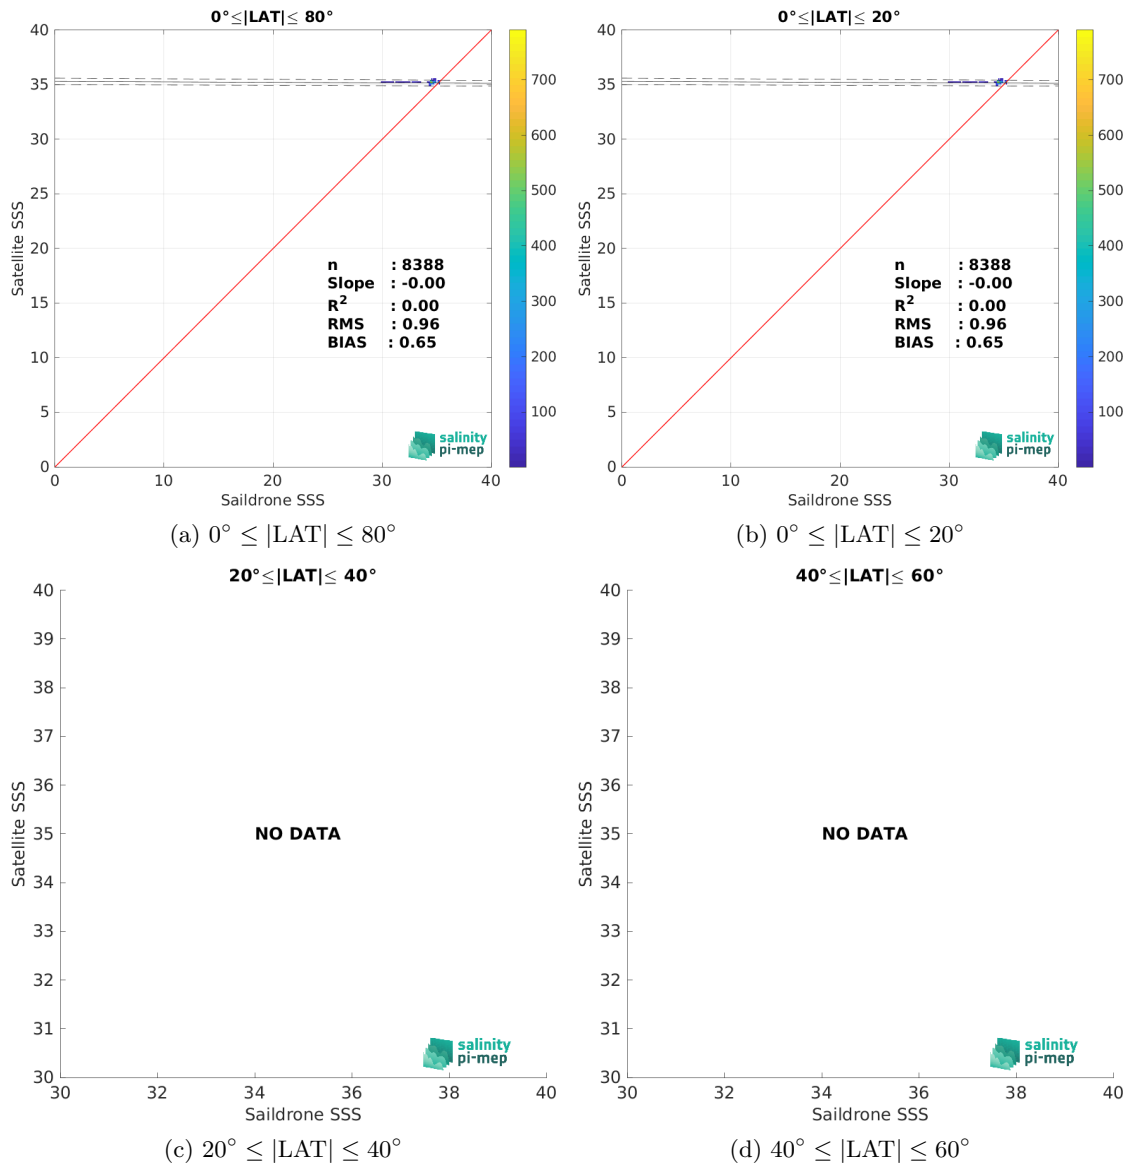 0°≤|LAT|≤ 80°
40
35
30
25
20
15
10
5
0
0
10
20
30
40
Satellite SSS
Saildrone SSS
n : 8388
Slope : -0.00
R² : 0.00
RMS : 0.96
BIAS : 0.65
salinity
pi-mep
700
600
500
400
300
200
100
(a) 0° ≤ |LAT| ≤ 80°
0°≤|LAT|≤ 20°
40
35
30
25
20
15
10
5
0
0
10
20
30
40
Satellite SSS
Saildrone SSS
n : 8388
Slope : -0.00
R² : 0.00
RMS : 0.96
BIAS : 0.65
salinity
pi-mep
700
600
500
400
300
200
100
(b) 0° ≤ |LAT| ≤ 20°
20°≤|LAT|≤ 40°
40
39
38
37
36
35
34
33
32
31
30
30
32
34
36
38
40
Satellite SSS
Saildrone SSS
NO DATA
salinity
pi-mep
(c) 20° ≤ |LAT| ≤ 40°
40°≤|LAT|≤ 60°
40
39
38
37
36
35
34
33
32
31
30
30
32
34
36
38
40
Satellite SSS
Saildrone SSS
NO DATA
salinity
pi-mep
(d) 40° ≤ |LAT| ≤ 60°